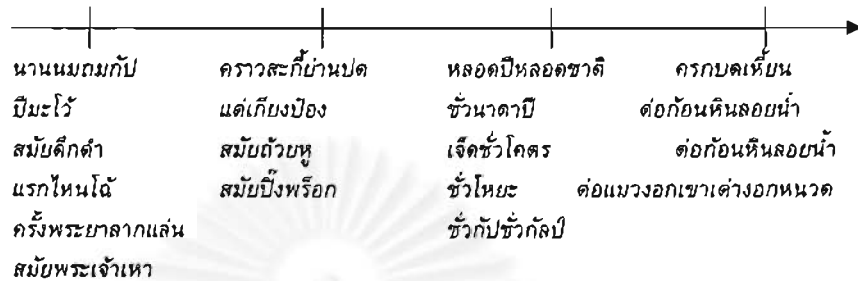 นานนมถมกัป คราวสะกี้ย่านปด หลอดปีหลอดชาติ ครกบดเหี้ยน
ปีมะโว้ แด่เกียงป๋อง ชั่วนาตาปี ต่อก้อนหินลอยน้ำ
สมัยดึกดำ สมัยถ้วยหู เจ็ดชั่วโคตร ต่อก้อนหินลอยน้ำ
แรกไหนโฉ้ สมัยปิ๊งพร็อก ชั่วโหยะ ต่อแมวงอกเขาเต่างอกหนวด
ครั้งพระยาลากแล่น ชั่วกัปชั่วกัลป์
สมัยพระเจ้าเหา